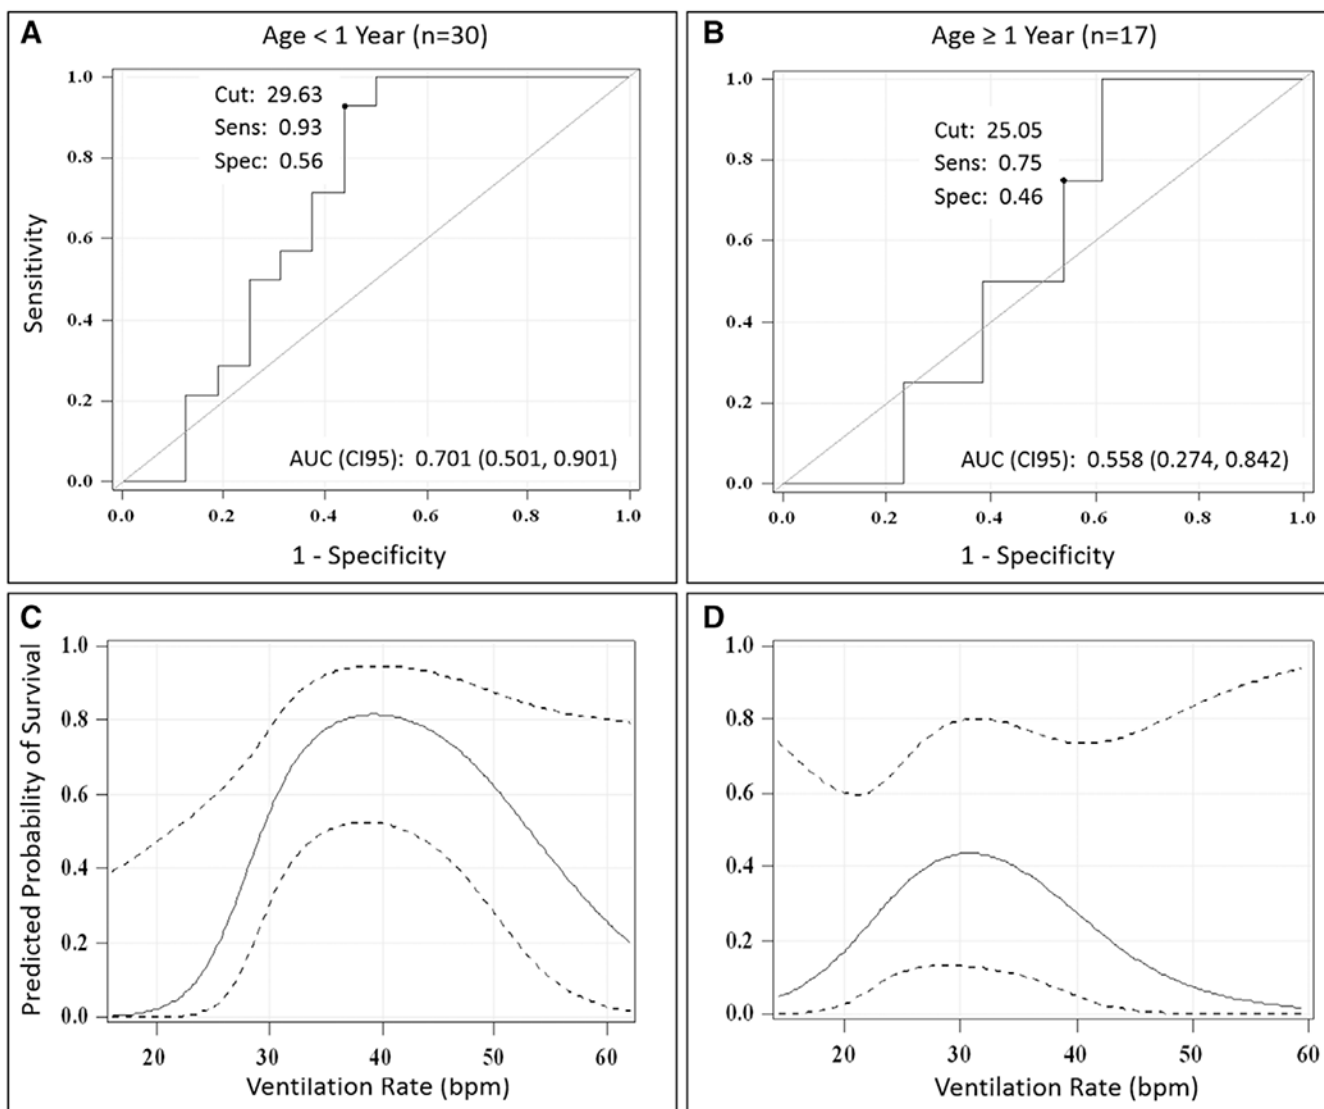 A
Age < 1 Year (n=30)
Sensitivity
1.0
0.8
0.6
0.4
0.2
0.0
Cut: 29.63
Sens: 0.93
Spec: 0.56
AUC (CI95): 0.701 (0.501, 0.901)
0.0 0.2 0.4 0.6 0.8 1.0
1 - Specificity
B
Age ≥ 1 Year (n=17)
1.0
0.8
0.6
0.4
0.2
0.0
Cut: 25.05
Sens: 0.75
Spec: 0.46
AUC (CI95): 0.558 (0.274, 0.842)
0.0 0.2 0.4 0.6 0.8 1.0
1 - Specificity
C
Predicted Probability of Survival
1.0
0.8
0.6
0.4
0.2
0.0
20 30 40 50 60
Ventilation Rate (bpm)
D
1.0
0.8
0.6
0.4
0.2
0.0
20 30 40 50 60
Ventilation Rate (bpm)